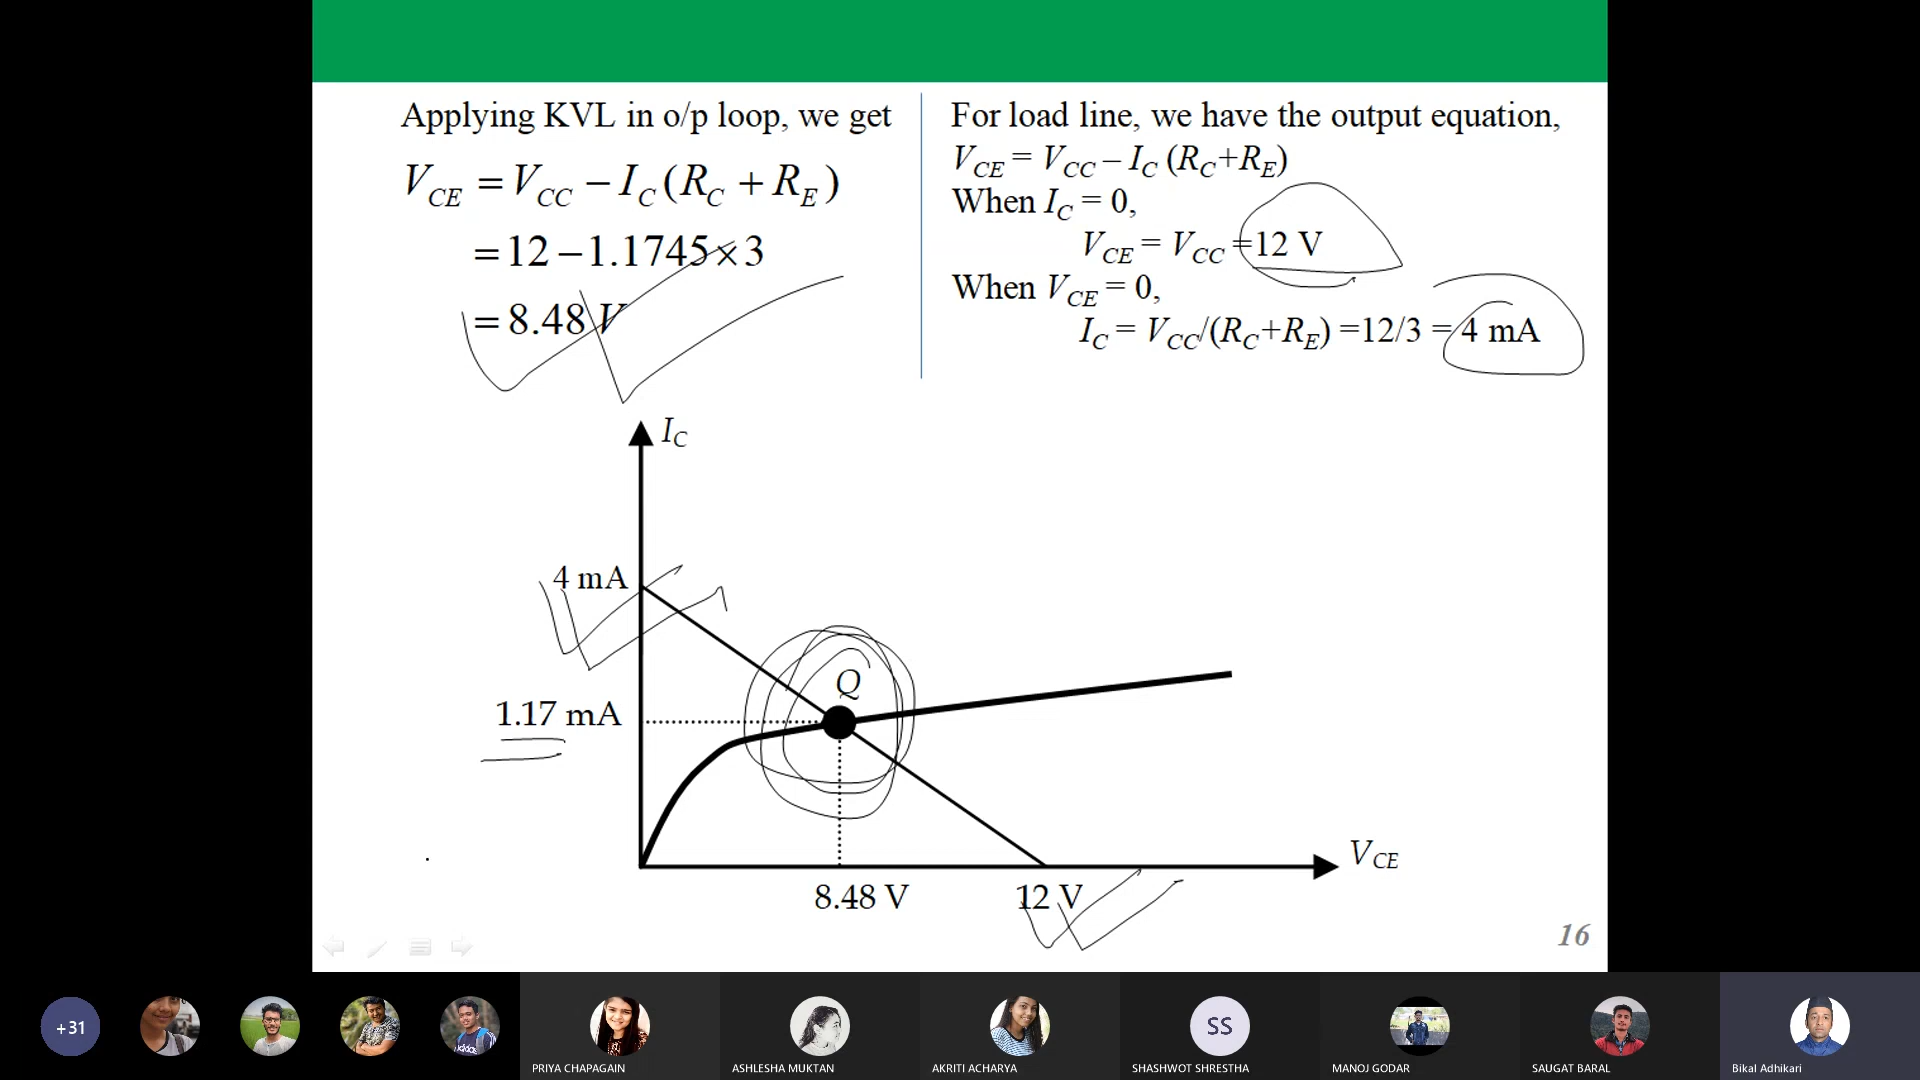 Applying KVL in o/p loop, we get
V_CE = V_CC − I_C (R_C + R_E)
= 12 − 1.1745 × 3
= 8.48 V
For load line, we have the output equation,
V_CE = V_CC – I_C (R_C+R_E)
When I_C = 0,
V_CE = V_CC =12 V
When V_CE = 0,
I_C = V_CC/(R_C+R_E) =12/3 = 4 mA
I_C
4 mA
Q
1.17 mA
V_CE
8.48 V
12 V
16
+31
adidas
PRIYA CHAPAGAIN
ASHLESHA MUKTAN
AKRITI ACHARYA
SS
SHASHWOT SHRESTHA
MANOJ GODAR
SAUGAT BARAL
Bikal Adhikari